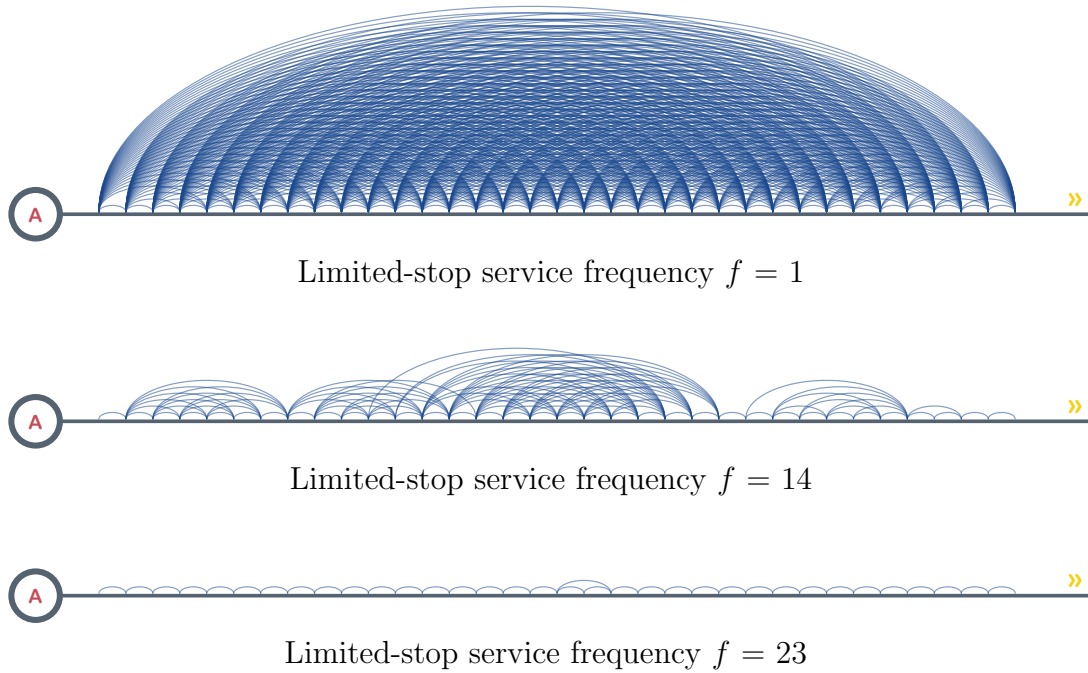 A »
Limited-stop service frequency f = 1
A »
Limited-stop service frequency f = 14
A »
Limited-stop service frequency f = 23